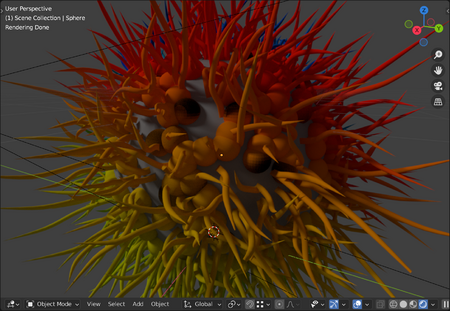 User Perspective
(1) Scene Collection | Sphere
Rendering Done
Z
Y
X
Object Mode
View
Select
Add
Object
Global